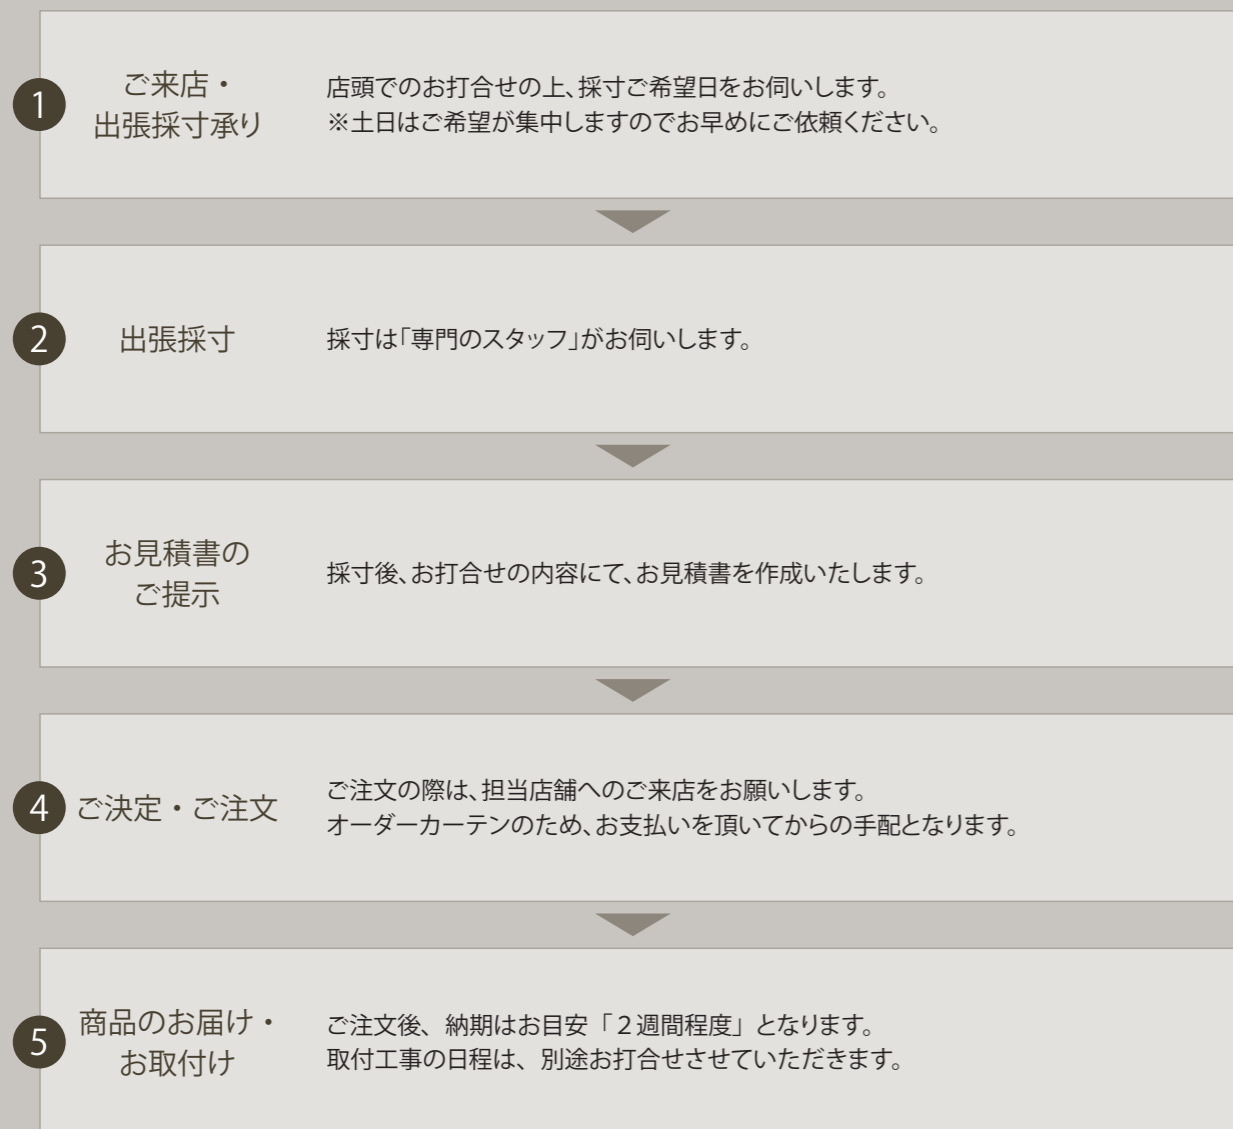 1
ご来店・
出張採寸承り
店頭でのお打合せの上、採寸ご希望日をお伺いします。
※土日はご希望が集中しますのでお早めにご依頼ください。
2
出張採寸
採寸は「専門のスタッフ」がお伺いします。
3
お見積書の
ご提示
採寸後、お打合せの内容にて、お見積書を作成いたします。
4
ご決定・ご注文
ご注文の際は、担当店舗へのご来店をお願いします。
オーダーカーテンのため、お支払いを頂いてからの手配となります。
5
商品のお届け・
お取付け
ご注文後、納期はお目安「２週間程度」となります。
取付工事の日程は、別途お打合せさせていただきます。